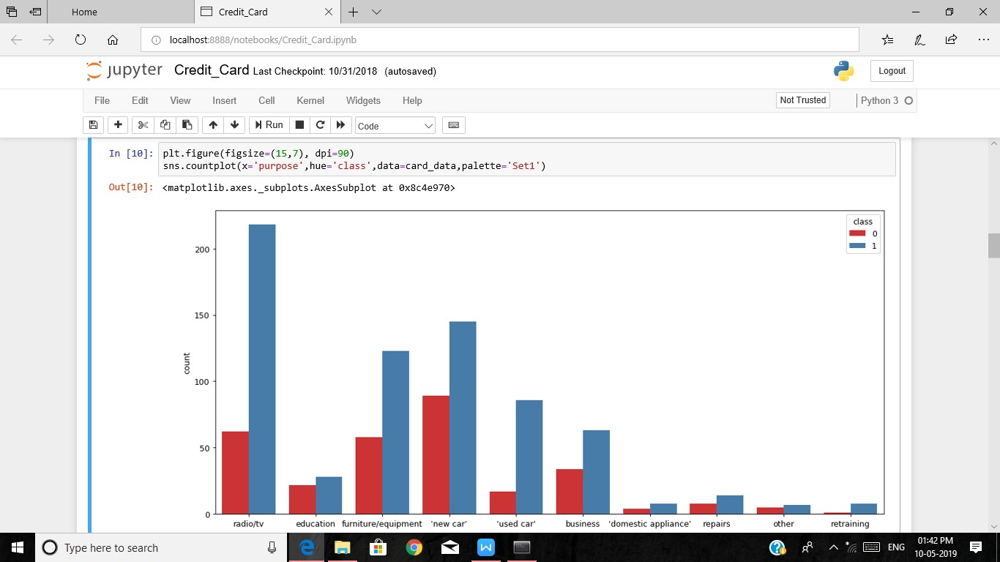 Home
Credit_Card
localhost:8888/notebooks/Credit_Card.ipynb
jupyter Credit_Card Last Checkpoint: 10/31/2018 (autosaved)
Logout
File Edit View Insert Cell Kernel Widgets Help
Not Trusted
Python 3
Run
Code
In [10]: plt.figure(figsize=(15,7), dpi=90)
sns.countplot(x='purpose',hue='class',data=card_data,palette='Set1')
Out[10]: <matplotlib.axes._subplots.AxesSubplot at 0x8c4e970>
class
0
1
200
150
100
50
0
count
radio/tv education furniture/equipment 'new car' 'used car' business 'domestic appliance' repairs other retraining
Type here to search
ENG
01:42 PM
10-05-2019